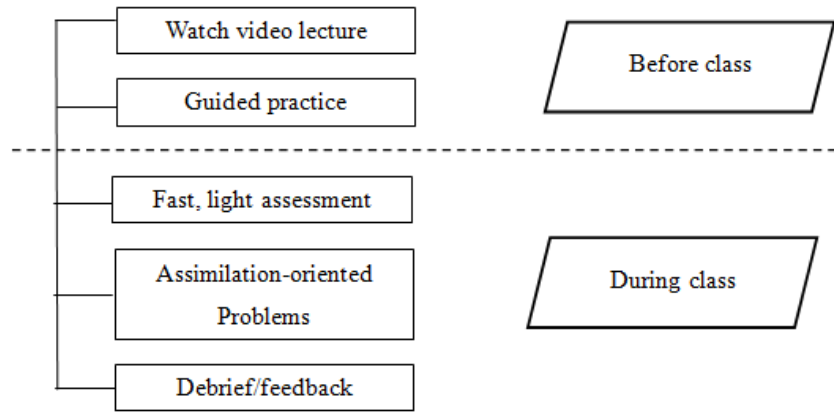 Watch video lecture
Before class
Guided practice
Fast, light assessment
Assimilation-oriented
Problems
During class
Debrief/feedback